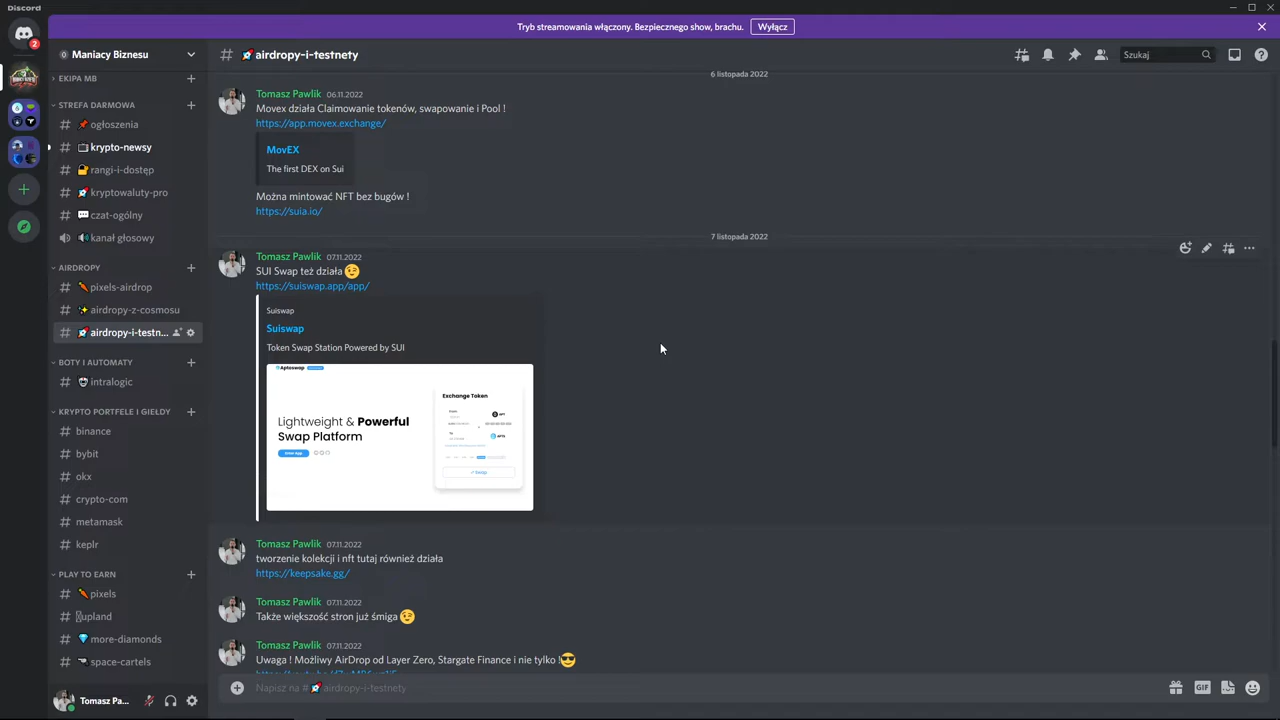 Discord
Tryb streamowania włączony. Bezpiecznego show, brachu.
Wyłącz
2
Maniacy Biznesu
EKIPA MB
STREFA DARMOWA
ogłoszenia
krypto-newsy
rangi-i-dostęp
kryptowaluty-pro
czat-ogólny
kanał głosowy
AIRDROPY
pixels-airdrop
airdropy-z-cosmosu
airdropy-i-testn...
BOTY I AUTOMATY
intralogic
KRYPTO PORTFELE I GIEŁDY
binance
bybit
okx
crypto-com
metamask
keplr
PLAY TO EARN
pixels
upland
more-diamonds
space-cartels
Tomasz Pa...
# airdropy-i-testnety
Szukaj
6 listopada 2022
Tomasz Pawlik 06.11.2022
Movex działa Claimowanie tokenów, swapowanie i Pool !
https://app.movex.exchange/
MovEX
The first DEX on Sui
Można mintować NFT bez bugów !
https://suia.io/
7 listopada 2022
Tomasz Pawlik 07.11.2022
SUI Swap też działa😉
https://suiswap.app/app/
Suiswap
Suiswap
Token Swap Station Powered by SUI
Aptoswap
Lightweight & Powerful
Swap Platform
Exchange Token
APT
Swap
Tomasz Pawlik 07.11.2022
tworzenie kolekcji i nft tutaj również działa
https://keepsake.gg/
Tomasz Pawlik 07.11.2022
Także większość stron już śmiga😉
Tomasz Pawlik 07.11.2022
Uwaga ! Możliwy AirDrop od Layer Zero, Stargate Finance i nie tylko !😎
Napisz na #🚀airdropy-i-testnety
GIF